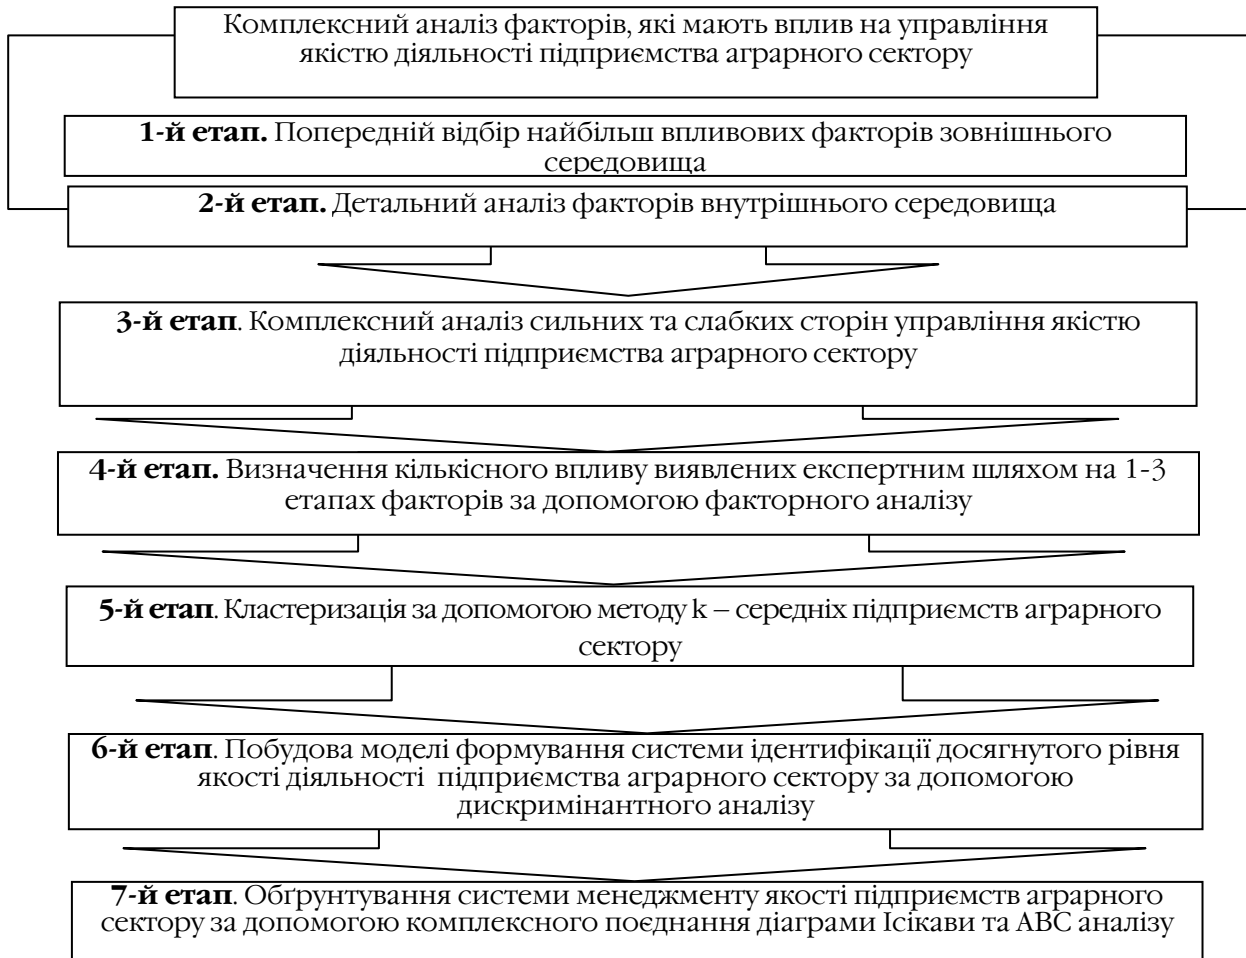 Комплексний аналіз факторів, які мають вплив на управління
якістю діяльності підприємства аграрного сектору
1-й етап. Попередній відбір найбільш впливових факторів зовнішнього
середовища
2-й етап. Детальний аналіз факторів внутрішнього середовища
3-й етап. Комплексний аналіз сильних та слабких сторін управління якістю
діяльності підприємства аграрного сектору
4-й етап. Визначення кількісного впливу виявлених експертним шляхом на 1-3
етапах факторів за допомогою факторного аналізу
5-й етап. Кластеризація за допомогою методу k – середніх підприємств аграрного
сектору
6-й етап. Побудова моделі формування системи ідентифікації досягнутого рівня
якості діяльності підприємства аграрного сектору за допомогою
дискримінантного аналізу
7-й етап. Обґрунтування системи менеджменту якості підприємств аграрного
сектору за допомогою комплексного поєднання діаграми Ісікави та АВС аналізу